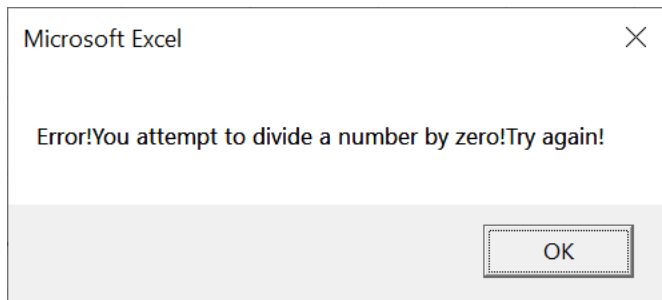 Microsoft Excel
Error!You attempt to divide a number by zero!Try again!
OK